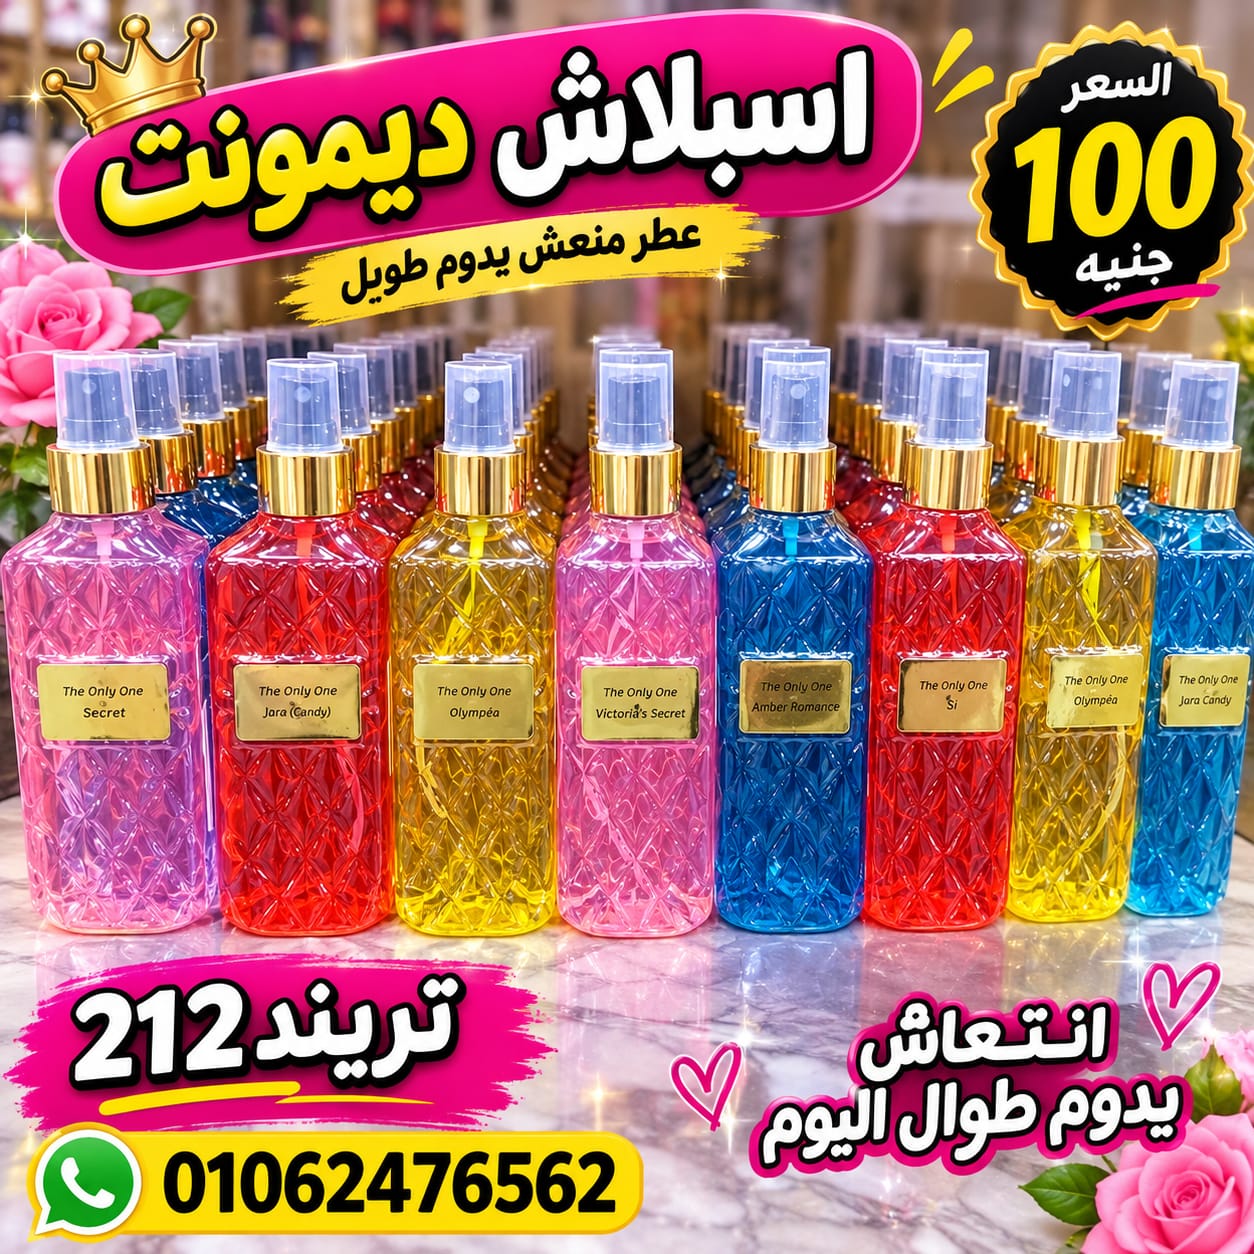 اسبلاش ديمونت
عطر منعش يدوم طويل
السعر
100
جنيه
The Only One
Secret
The Only One
Jara (Candy)
The Only One
Olympéa
The Only One
Victoria's Secret
The Only One
Amber Romance
The Only One
Si
The Only One
Olympéa
The Only One
Jara Candy
تريند212
01062476562
انتعاش
يدوم طوال اليوم